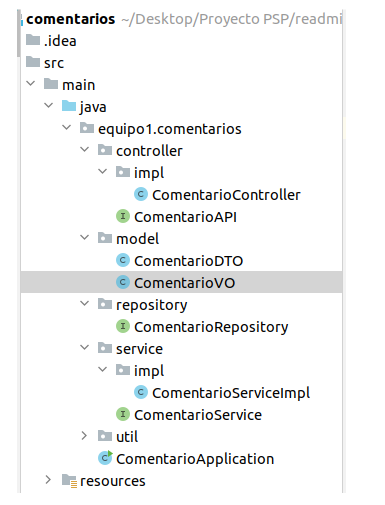 comentarios ~/Desktop/Proyecto PSP/readmi
.idea
src
main
java
equipo1.comentarios
controller
impl
C ComentarioController
I ComentarioAPI
model
C ComentarioDTO
C ComentarioVO
repository
I ComentarioRepository
service
impl
C ComentarioServiceImpl
I ComentarioService
util
C ComentarioApplication
resources